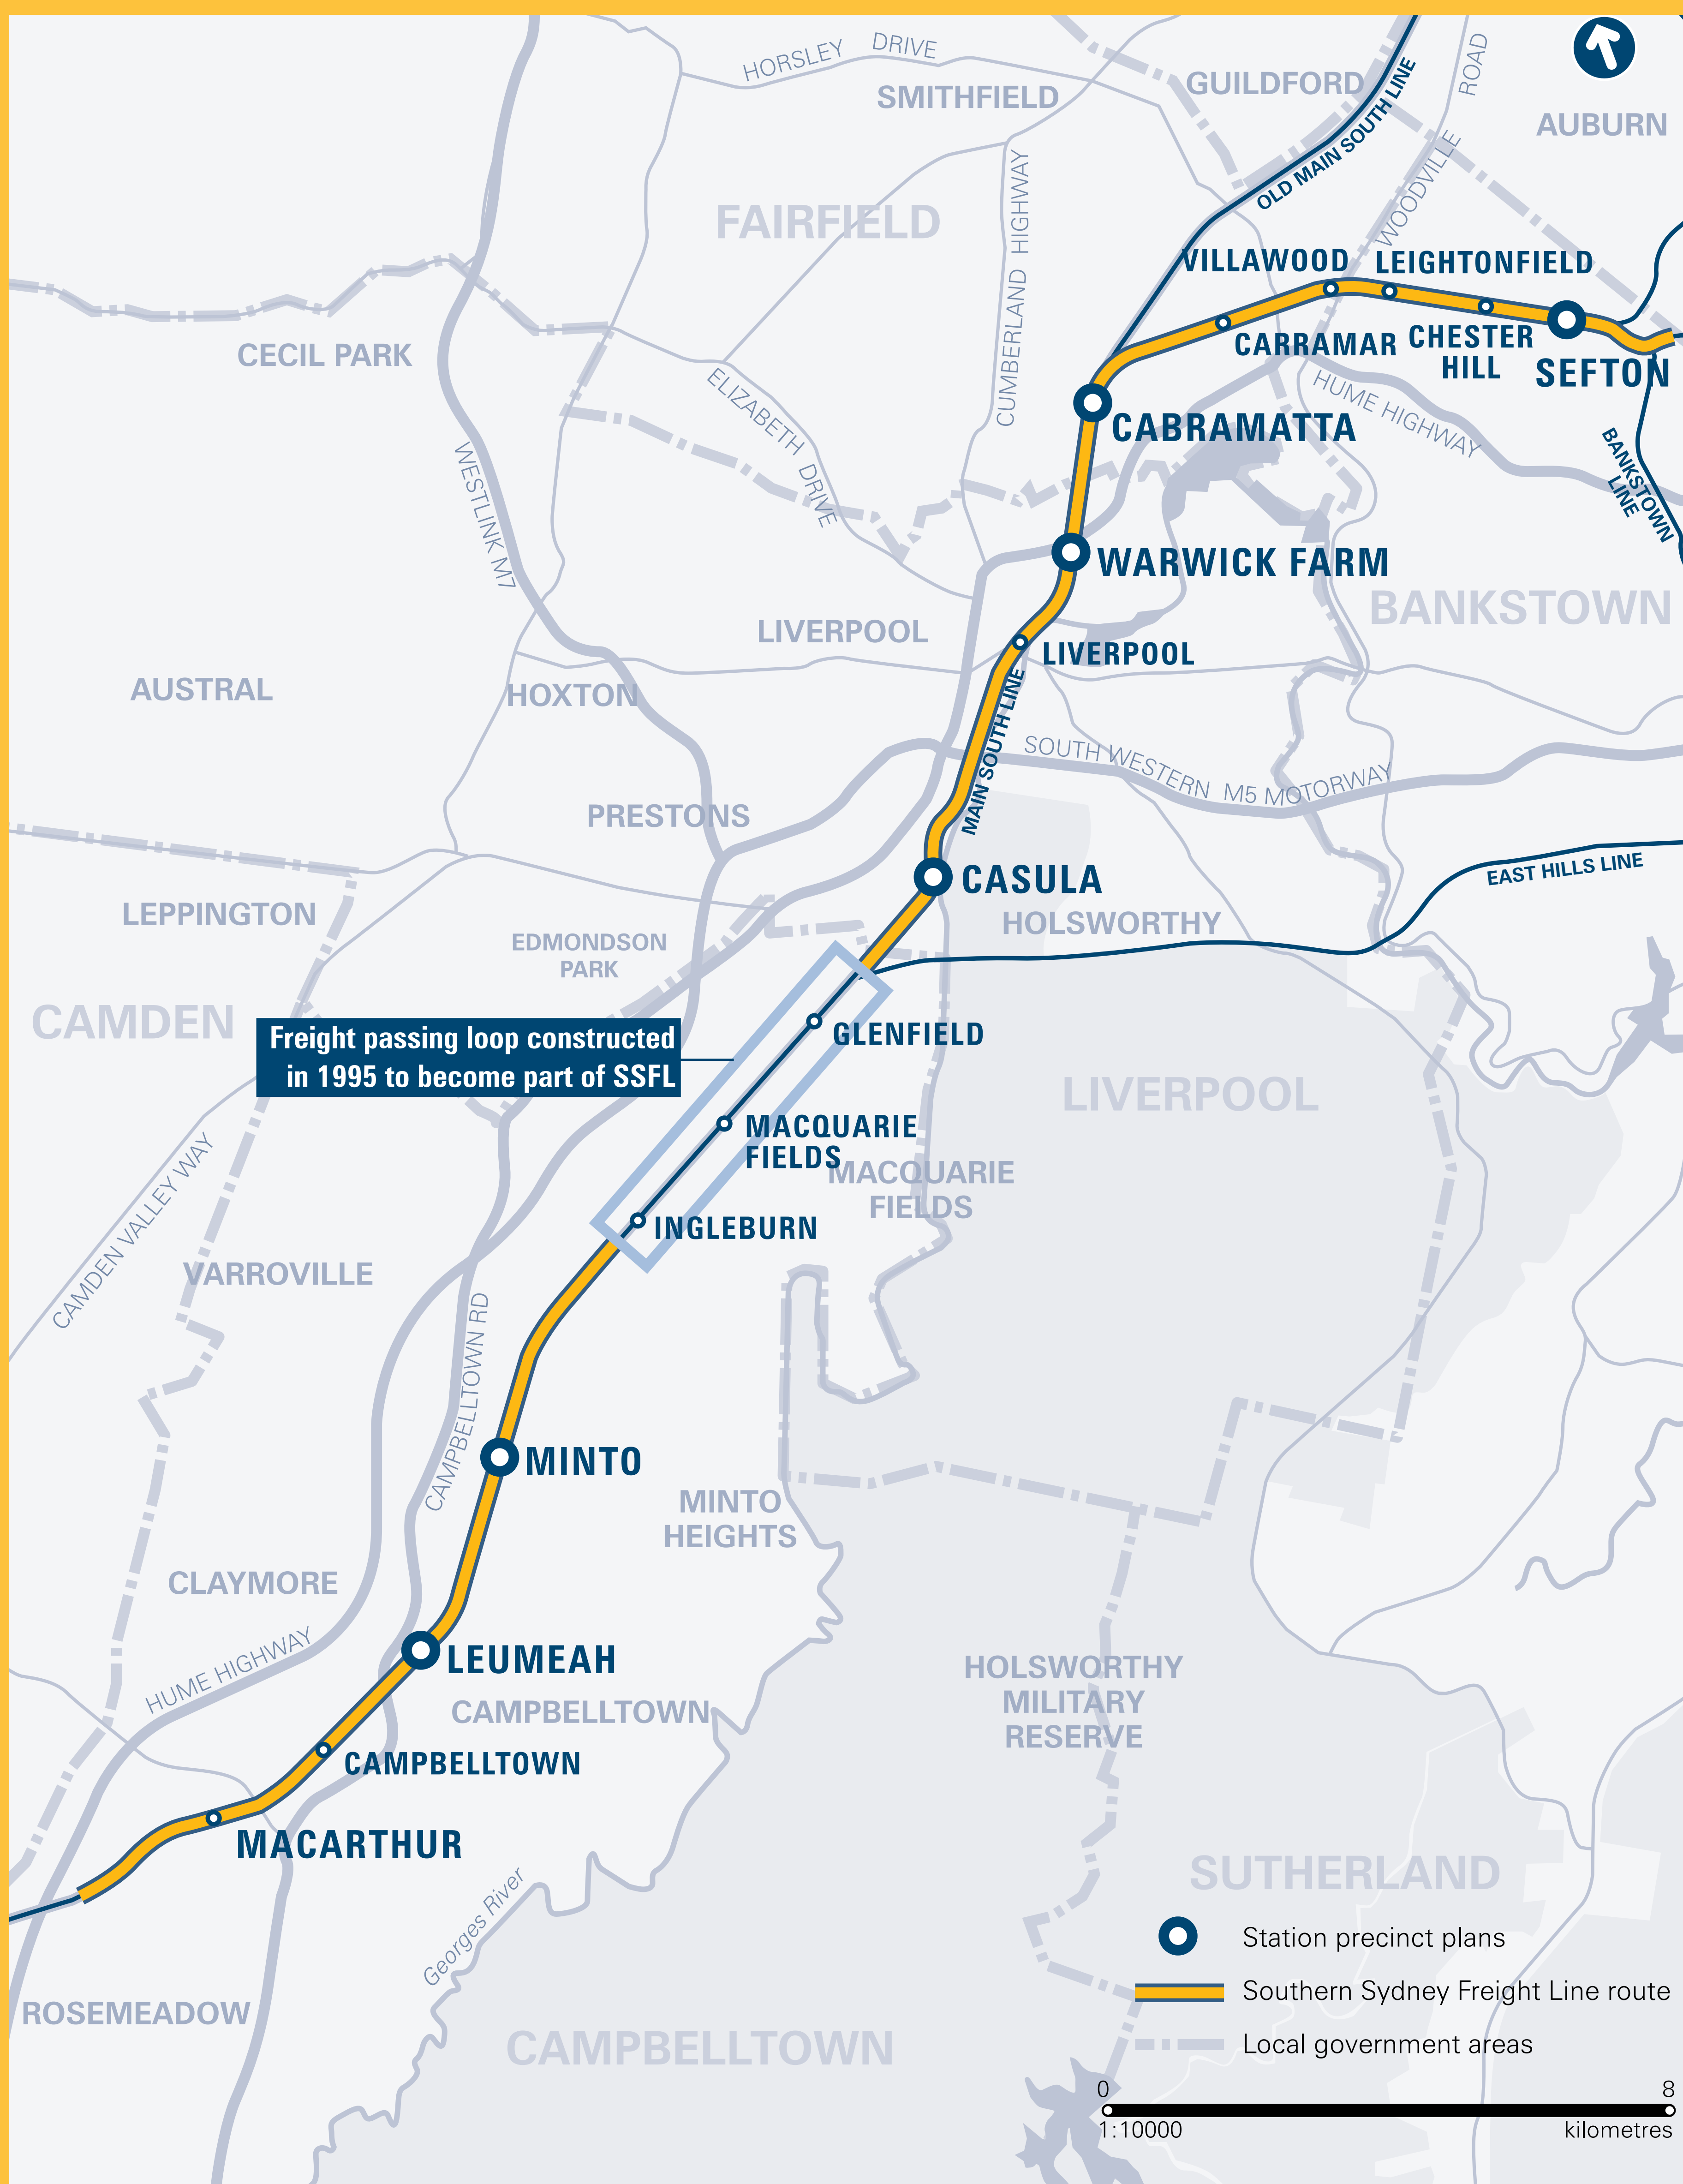 HORSLEY DRIVE
SMITHFIELD
GUILDFORD
OLD MAIN SOUTH LINE
WOODVILLE ROAD
AUBURN
FAIRFIELD
CUMBERLAND HIGHWAY
VILLAWOOD
LEIGHTONFIELD
CECIL PARK
CARRAMAR
CHESTER
HILL
SEFTON
ELIZABETH DRIVE
HUME HIGHWAY
CABRAMATTA
BANKSTOWN
LINE
WESTLINK M7
WARWICK FARM
BANKSTOWN
LIVERPOOL
LIVERPOOL
AUSTRAL
HOXTON
MAIN SOUTH LINE
SOUTH WESTERN M5 MOTORWAY
PRESTONS
CASULA
EAST HILLS LINE
LEPPINGTON
HOLSWORTHY
EDMONDSON
PARK
CAMDEN
Freight passing loop constructed
in 1995 to become part of SSFL
GLENFIELD
LIVERPOOL
MACQUARIE
FIELDS
MACQUARIE
FIELDS
CAMDEN VALLEY WAY
INGLEBURN
VARROVILLE
CAMPBELLTOWN RD
MINTO
MINTO
HEIGHTS
CLAYMORE
HUME HIGHWAY
LEUMEAH
HOLSWORTHY
MILITARY
RESERVE
CAMPBELLTOWN
CAMPBELLTOWN
MACARTHUR
SUTHERLAND
Georges River
Station precinct plans
Southern Sydney Freight Line route
ROSEMEADOW
CAMPBELLTOWN
Local government areas
0 8
1:10000 kilometres